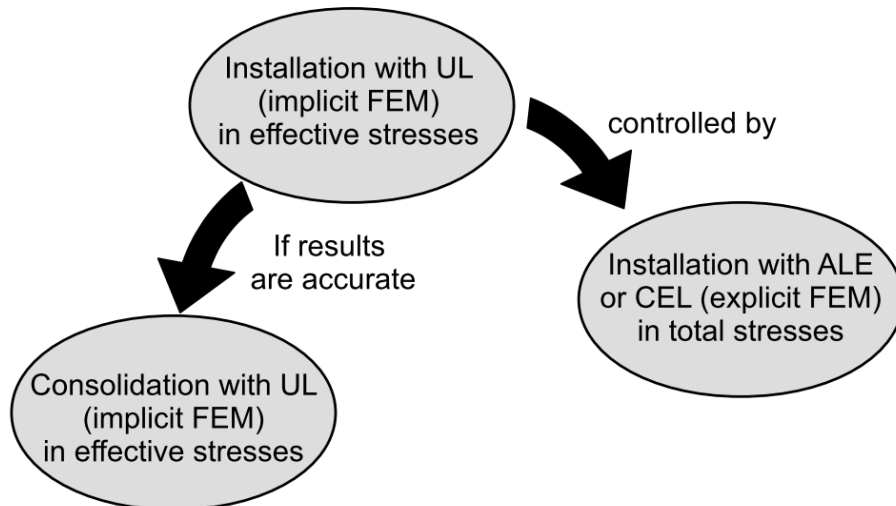 Installation with UL
(implicit FEM)
in effective stresses
controlled by
If results
are accurate
Installation with ALE
or CEL (explicit FEM)
in total stresses
Consolidation with UL
(implicit FEM)
in effective stresses